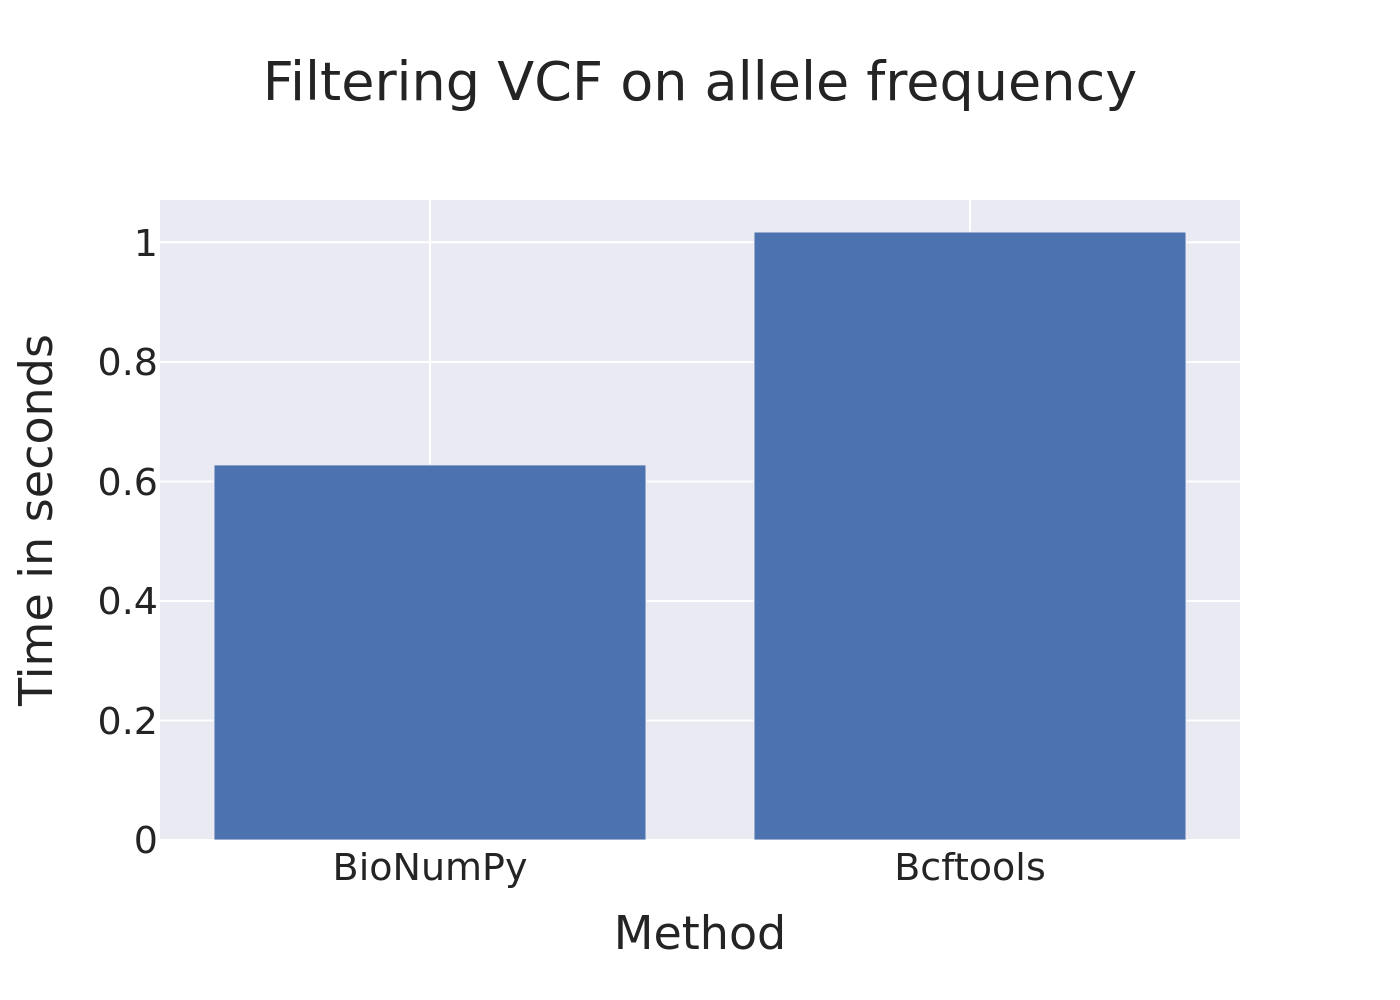 Filtering VCF on allele frequency
Time in seconds
1
0.8
0.6
0.4
0.2
0
BioNumPy
Bcftools
Method